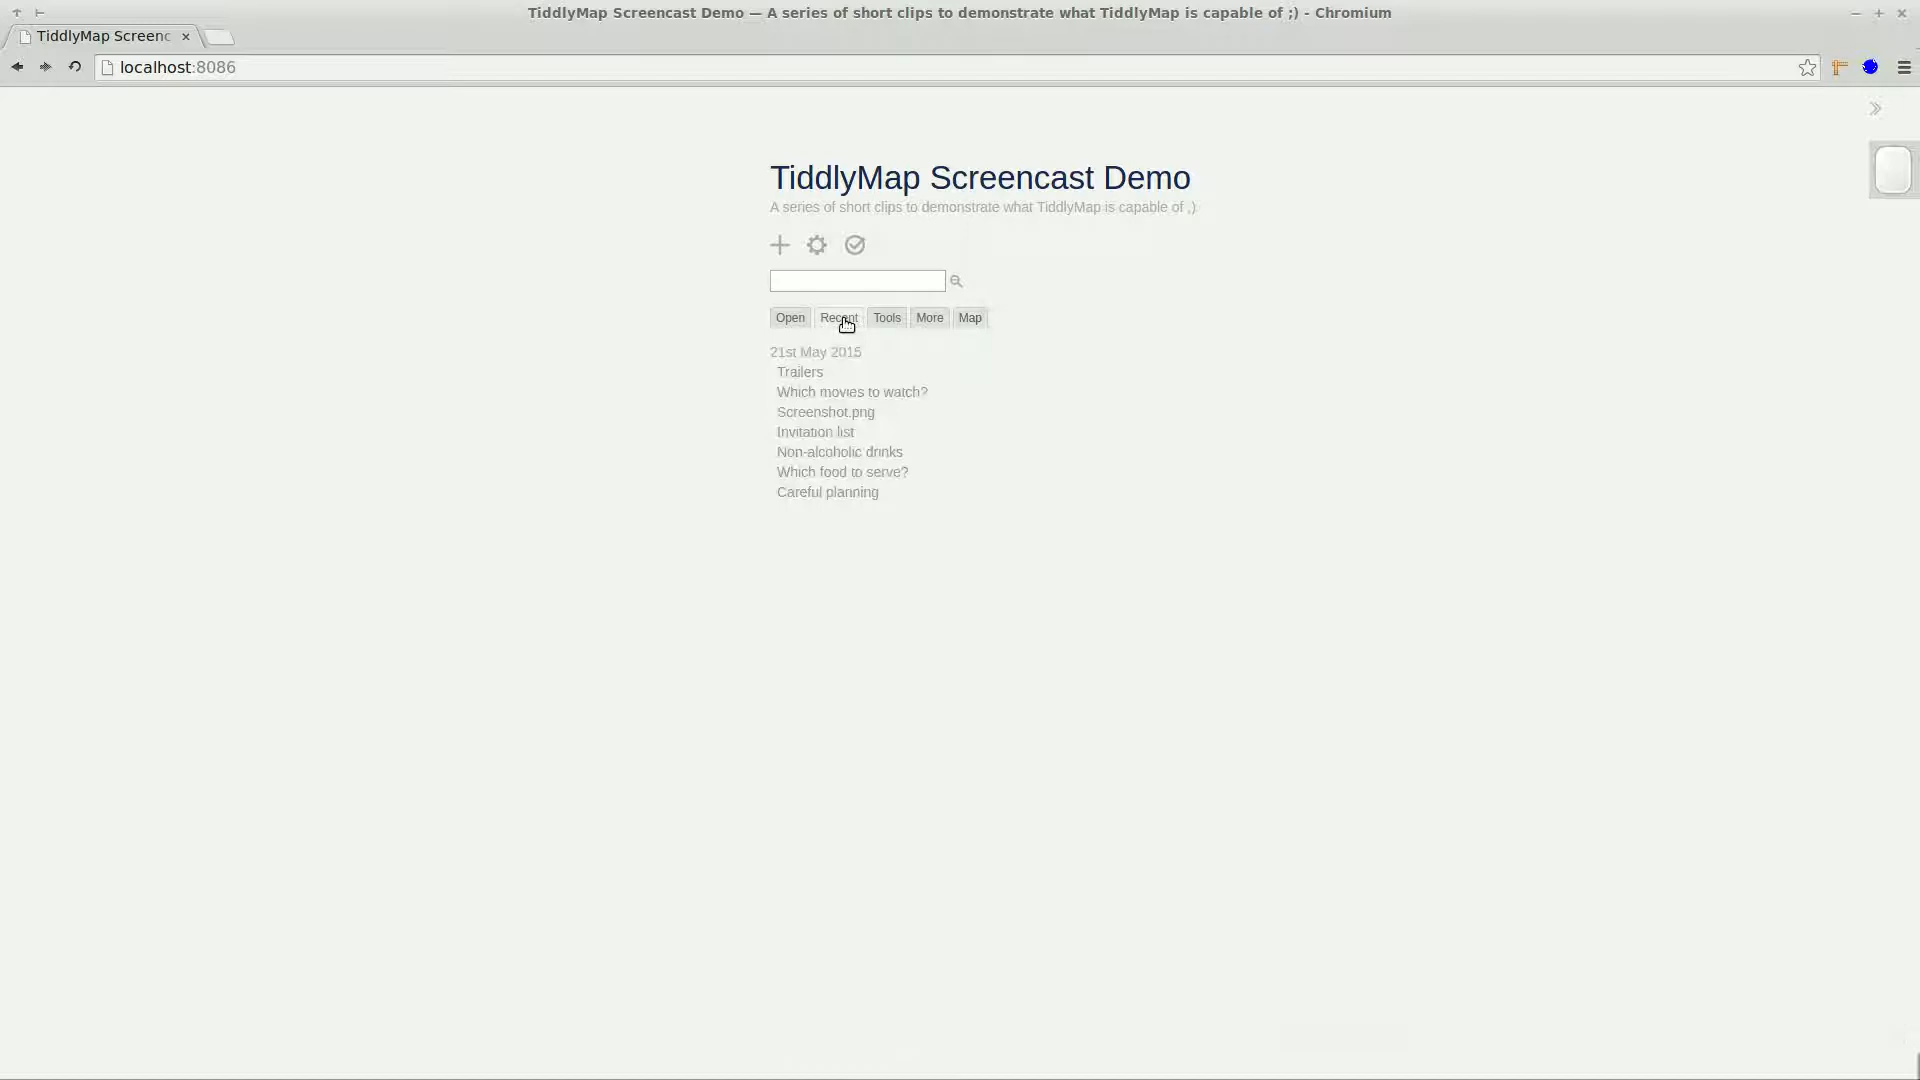 TiddlyMap Screencast Demo — A series of short clips to demonstrate what TiddlyMap is capable of ;) - Chromium
TiddlyMap Screenc
localhost:8086
TiddlyMap Screencast Demo
A series of short clips to demonstrate what TiddlyMap is capable of ;)
Open Recent Tools More Map
21st May 2015
Trailers
Which movies to watch?
Screenshot.png
Invitation list
Non-alcoholic drinks
Which food to serve?
Careful planning